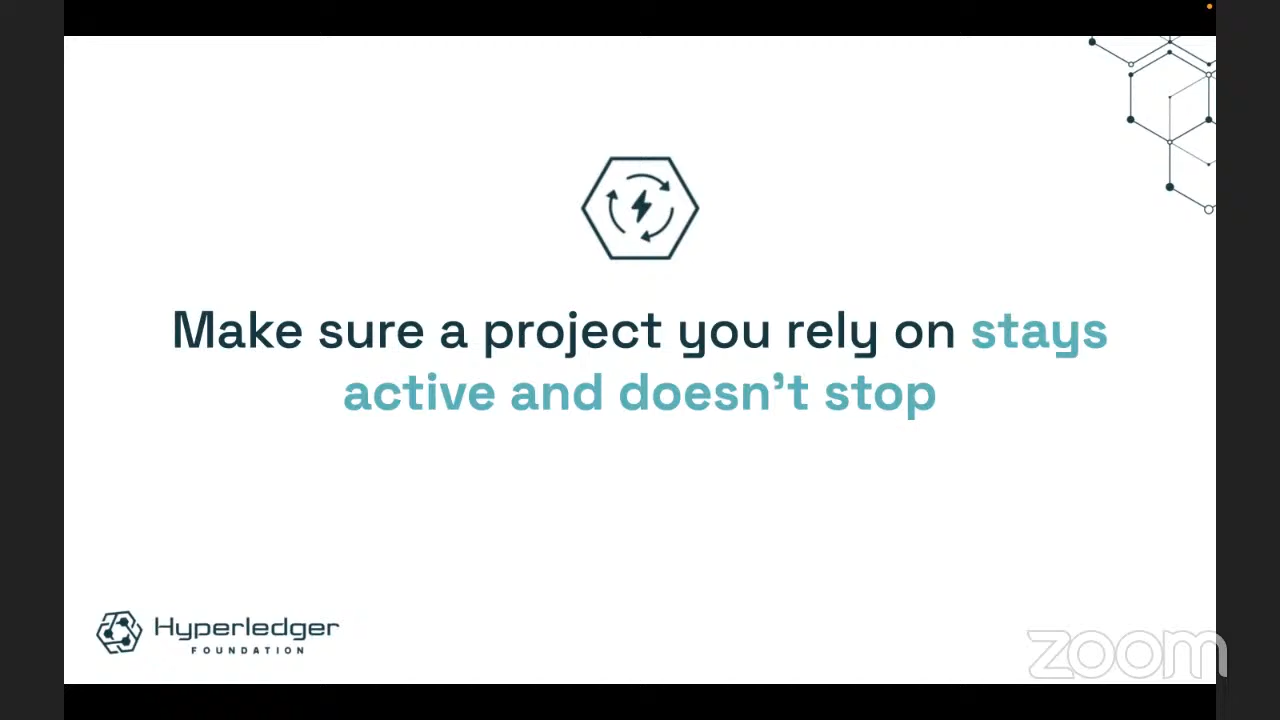 Make sure a project you rely on stays
active and doesn’t stop
Hyperledger
FOUNDATION
zoom